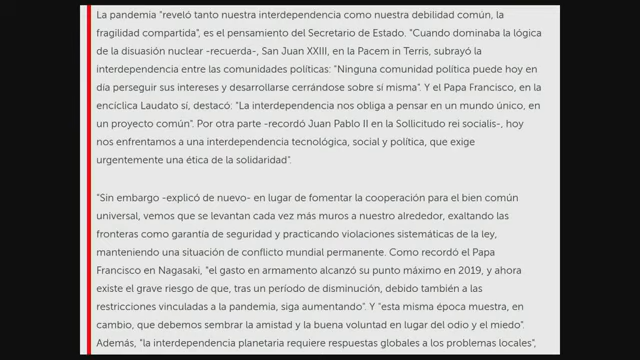 La pandemia "reveló tanto nuestra interdependencia como nuestra debilidad común, la
fragilidad compartida", es el pensamiento del Secretario de Estado. "Cuando dominaba la lógica
de la disuasión nuclear -recuerda-, San Juan XXIII, en la Pacem in Terris, subrayó la
interdependencia entre las comunidades políticas: "Ninguna comunidad política puede hoy en
día perseguir sus intereses y desarrollarse cerrándose sobre sí misma". Y el Papa Francisco, en la
encíclica Laudato sí, destacó: "La interdependencia nos obliga a pensar en un mundo único, en
un proyecto común". Por otra parte -recordó Juan Pablo II en la Sollicitudo rei socialis-, hoy
nos enfrentamos a una interdependencia tecnológica, social y política, que exige
urgentemente una ética de la solidaridad".
"Sin embargo -explicó de nuevo- en lugar de fomentar la cooperación para el bien común
universal, vemos que se levantan cada vez más muros a nuestro alrededor, exaltando las
fronteras como garantía de seguridad y practicando violaciones sistemáticas de la ley,
manteniendo una situación de conflicto mundial permanente. Como recordó el Papa
Francisco en Nagasaki, "el gasto en armamento alcanzó su punto máximo en 2019, y ahora
existe el grave riesgo de que, tras un período de disminución, debido también a las
restricciones vinculadas a la pandemia, siga aumentando". Y "esta misma época muestra, en
cambio, que debemos sembrar la amistad y la buena voluntad en lugar del odio y el miedo".
Además, "la interdependencia planetaria requiere respuestas globales a los problemas locales",